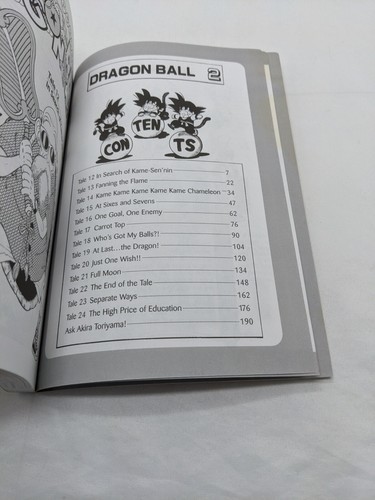 DRAGON BALL 2
CON TEN TS
Tale 12 In Search of Kame-Sen'nin 7
Tale 13 Fanning the Flame 22
Tale 14 Kame Kame Kame Kame Kame Chameleon 34
Tale 15 At Sixes and Sevens 47
Tale 16 One Goal, One Enemy 62
Tale 17 Carrot Top 76
Tale 18 Who's Got My Balls?! 90
Tale 19 At Last...the Dragon! 104
Tale 20 Just One Wish!! 120
Tale 21 Full Moon 134
Tale 22 The End of the Tale 148
Tale 23 Separate Ways 162
Tale 24 The High Price of Education 176
Ask Akira Toriyama! 190